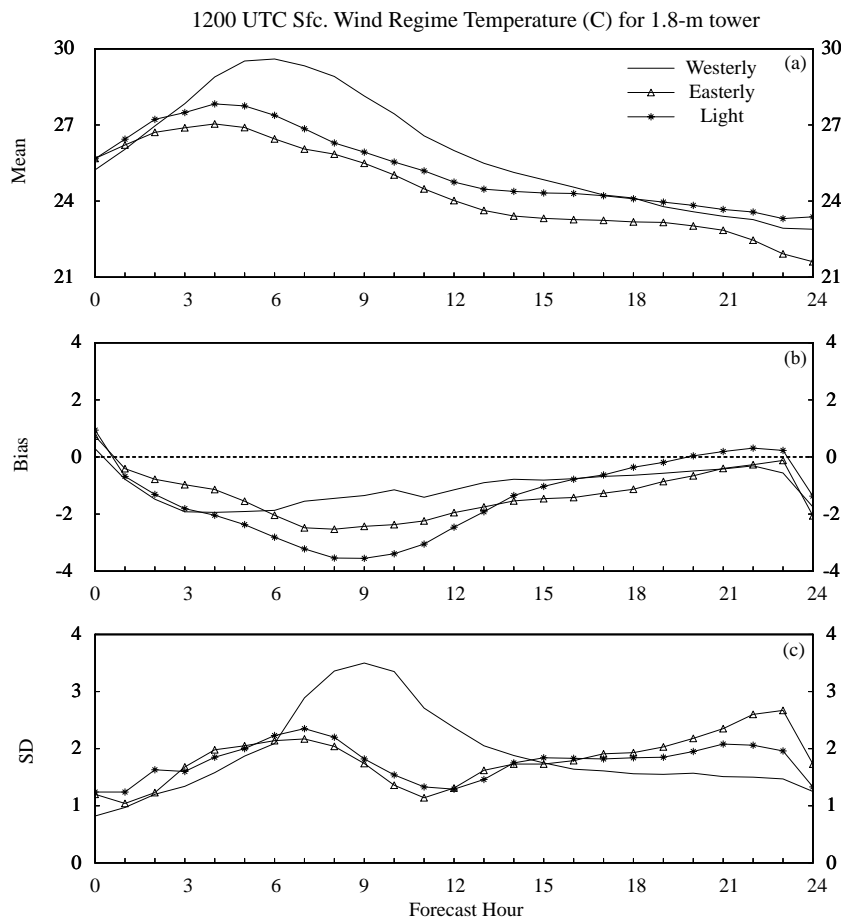 1200 UTC Sfc. Wind Regime Temperature (C) for 1.8-m tower
30 30
(a)
Westerly
Easterly
Light
27 27
Mean
24 24
21 21
0 3 6 9 12 15 18 21 24
4 4
(b)
2 2
Bias
0 0
-2 -2
-4 -4
0 3 6 9 12 15 18 21 24
4 4
(c)
3 3
SD
2 2
1 1
0 0
0 3 6 9 12 15 18 21 24
Forecast Hour